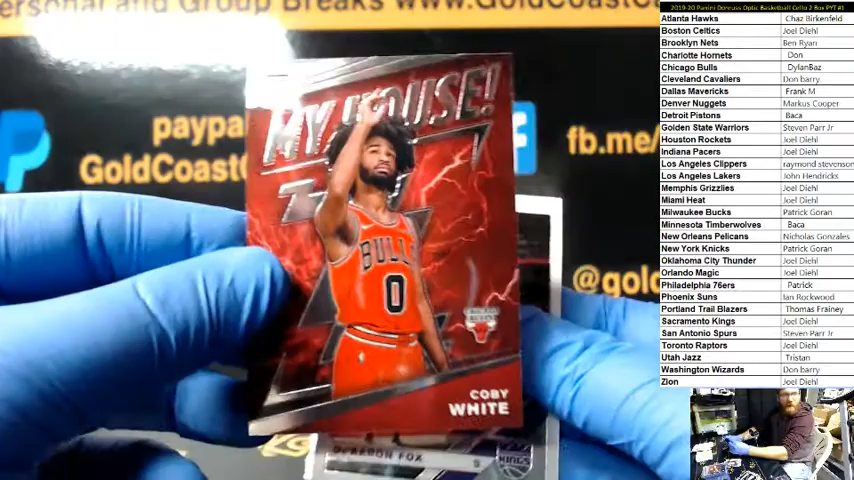 Personal and Group Breaks www.GoldCoastCa
paypal
GoldCoastC
fb.me/
@gold
MY HOUSE!
BULLS
0
COBY
WHITE
DE'AARON FOX
KINGS
2019-20 Panini Donruss Optic Basketball Cello 2 Box PYT #1
Atlanta Hawks Chaz Birkenfeld
Boston Celtics Joel Diehl
Brooklyn Nets Ben Ryan
Charlotte Hornets Don
Chicago Bulls DylanBaz
Cleveland Cavaliers Don barry
Dallas Mavericks Frank M
Denver Nuggets Markus Cooper
Detroit Pistons Baca
Golden State Warriors Steven Parr Jr
Houston Rockets Joel Diehl
Indiana Pacers Joel Diehl
Los Angeles Clippers raymond stevenson
Los Angeles Lakers John Hendricks
Memphis Grizzlies Joel Diehl
Miami Heat Joel Diehl
Milwaukee Bucks Patrick Goran
Minnesota Timberwolves Baca
New Orleans Pelicans Nicholas Gonzales
New York Knicks Patrick Goran
Oklahoma City Thunder Joel Diehl
Orlando Magic Joel Diehl
Philadelphia 76ers Patrick
Phoenix Suns Ian Rockwood
Portland Trail Blazers Thomas Frainey
Sacramento Kings Joel Diehl
San Antonio Spurs Steven Parr Jr
Toronto Raptors Joel Diehl
Utah Jazz Tristan
Washington Wizards Don barry
Zion Joel Diehl